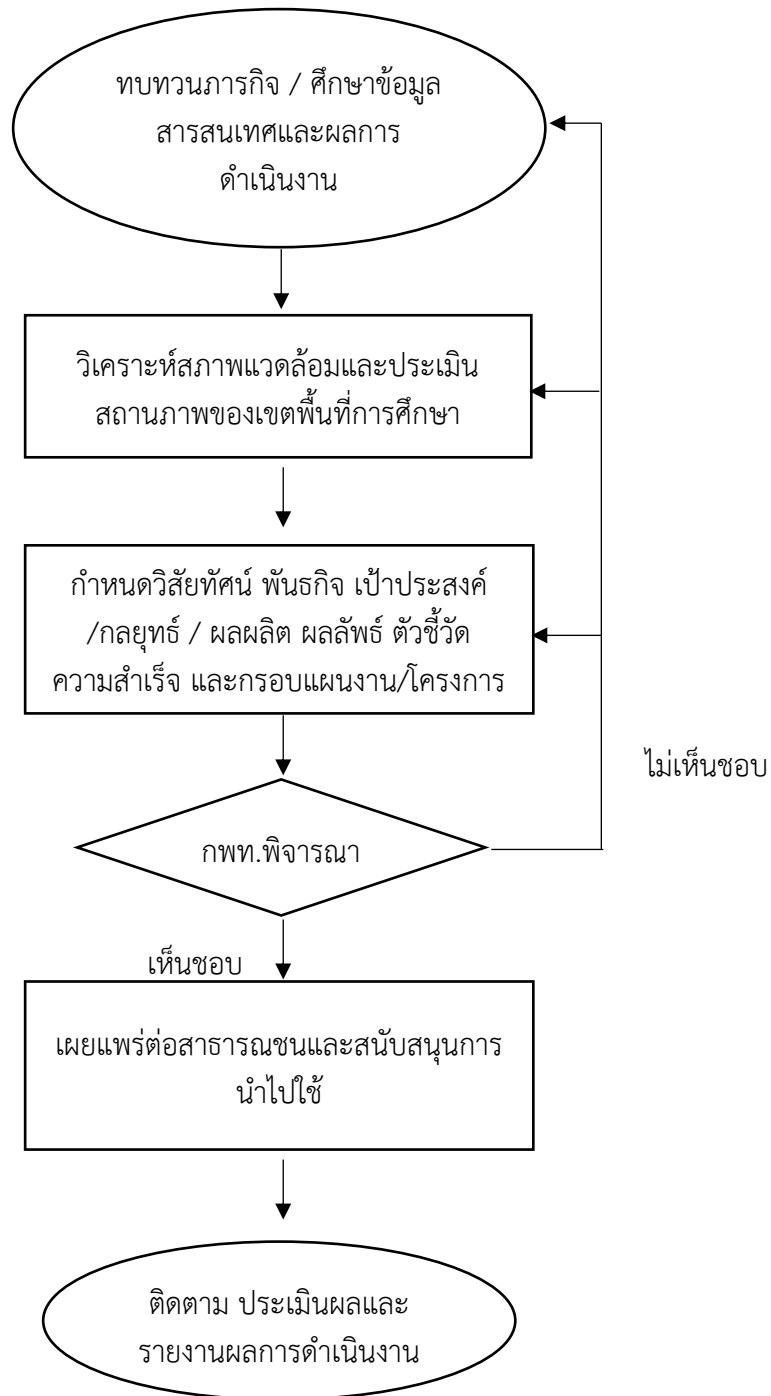 ทบทวนภารกิจ / ศึกษาข้อมูล
สารสนเทศและผลการ
ดำเนินงาน
วิเคราะห์สภาพแวดล้อมและประเมิน
สถานภาพของเขตพื้นที่การศึกษา
กำหนดวิสัยทัศน์ พันธกิจ เป้าประสงค์
/กลยุทธ์ / ผลผลิต ผลลัพธ์ ตัวชี้วัด
ความสำเร็จ และกรอบแผนงาน/โครงการ
ไม่เห็นชอบ
กพท.พิจารณา
เห็นชอบ
เผยแพร่ต่อสาธารณชนและสนับสนุนการ
นำไปใช้
ติดตาม ประเมินผลและ
รายงานผลการดำเนินงาน